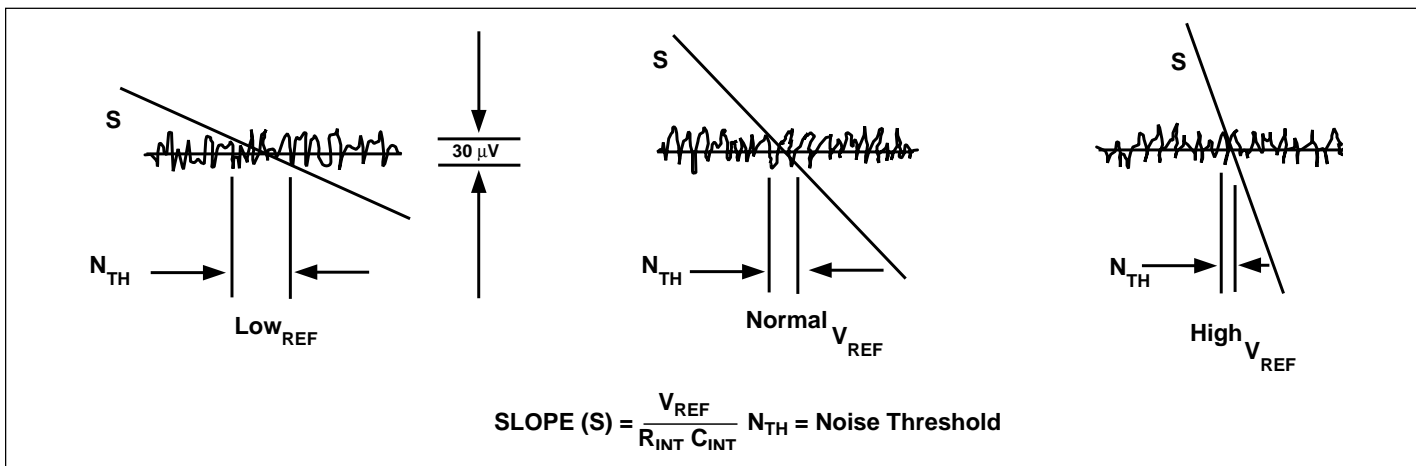 S
30 µV
N_TH
Low_REF
S
N_TH
Normal V_REF
S
N_TH
High V_REF
SLOPE (S) = V_REF / R_INT C_INT N_TH = Noise Threshold